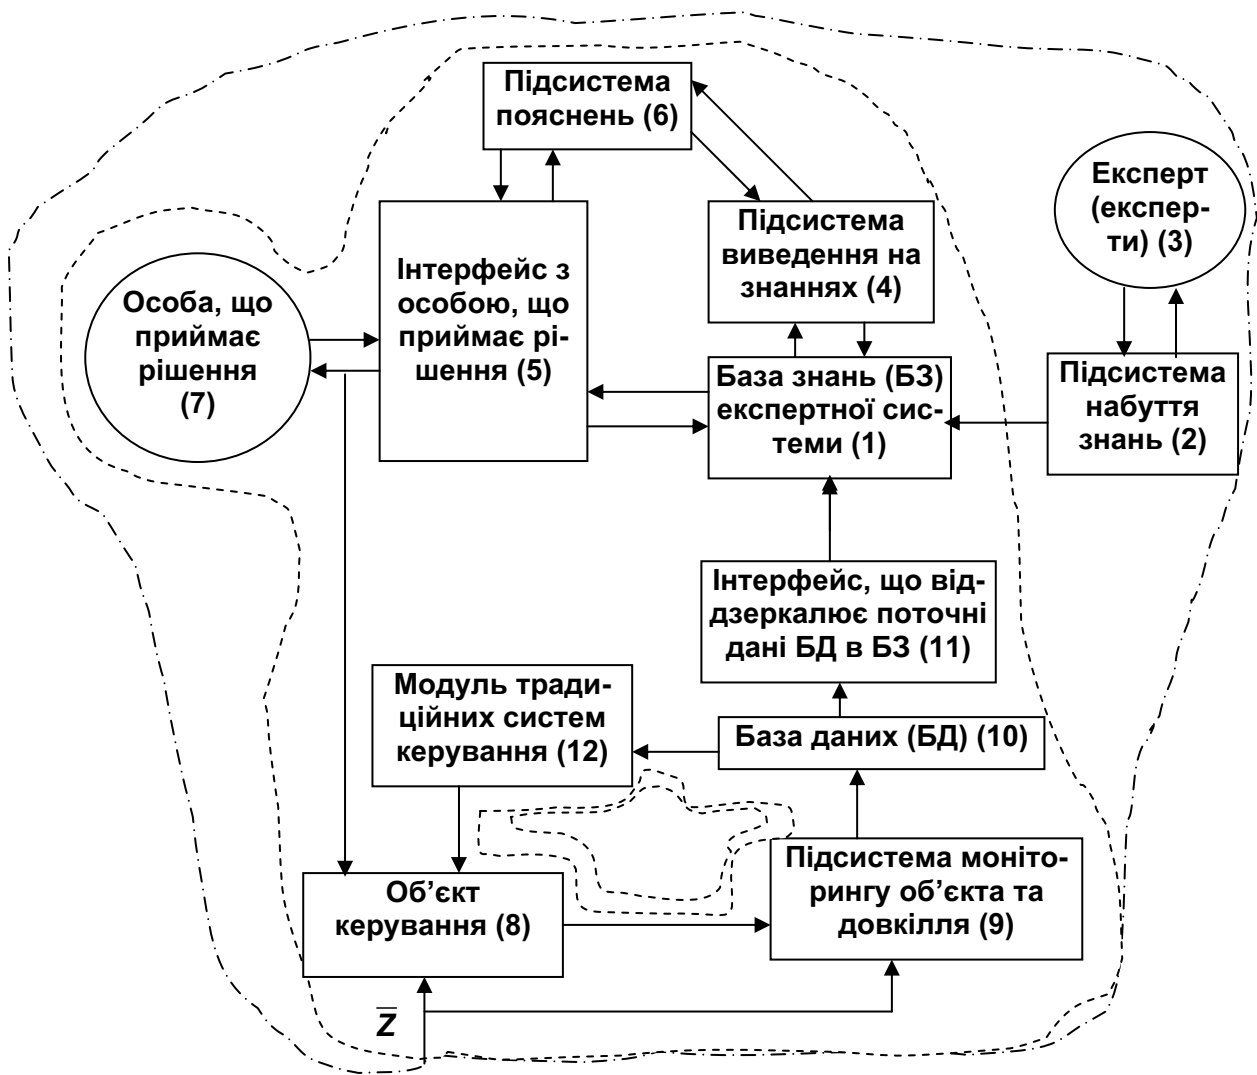 Підсистема
пояснень (6)
Експерт
(експер-
ти) (3)
Підсистема
виведення на
знаннях (4)
Інтерфейс з
особою, що
приймає рі-
шення (5)
Особа, що
приймає
рішення
(7)
База знань (БЗ)
експертної сис-
теми (1)
Підсистема
набуття
знань (2)
Інтерфейс, що від-
дзеркалює поточні
дані БД в БЗ (11)
Модуль тради-
ційних систем
керування (12)
База даних (БД) (10)
Підсистема моніто-
рингу об’єкта та
довкілля (9)
Об’єкт
керування (8)
Z̅